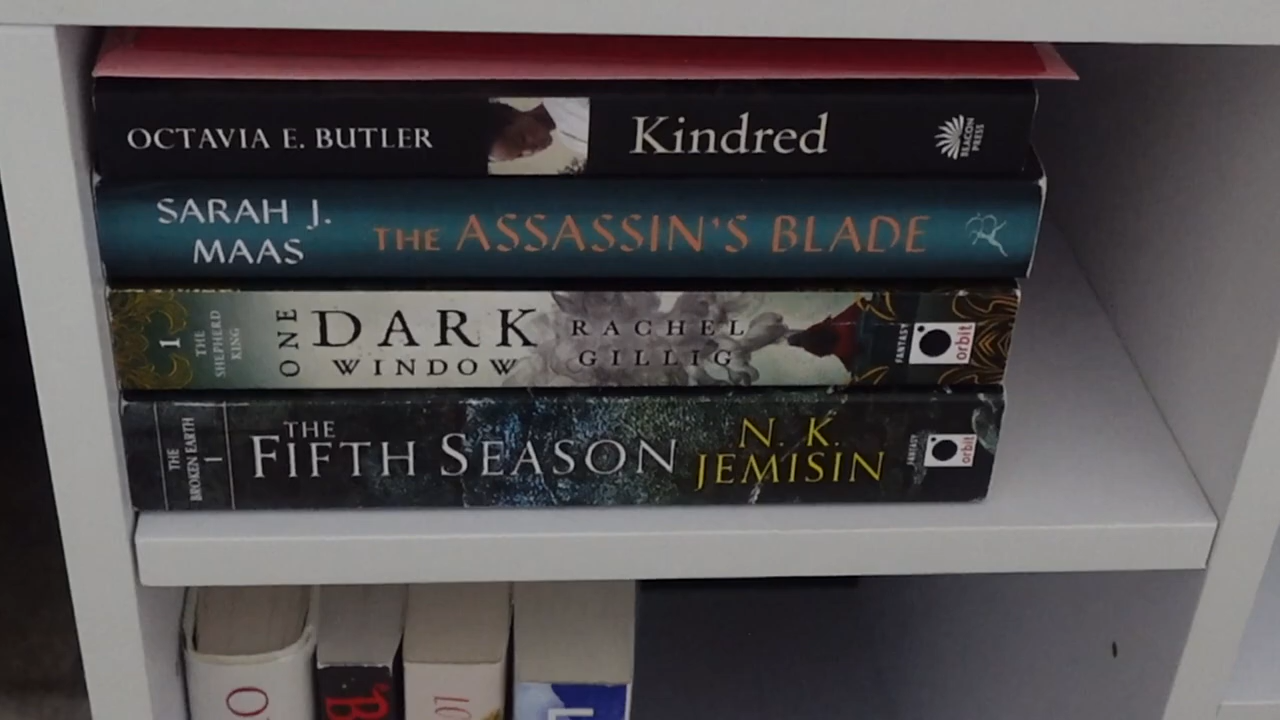 OCTAVIA E. BUTLER
Kindred
BEACON
PRESS
SARAH J.
MAAS
THE ASSASSIN'S BLADE
1
THE
SHEPHERD
KING
ONE
DARK
WINDOW
RACHEL
GILLIG
FANTASY
orbit
THE
BROKEN EARTH
1
THE
FIFTH SEASON
N. K.
JEMISIN
FANTASY
orbit